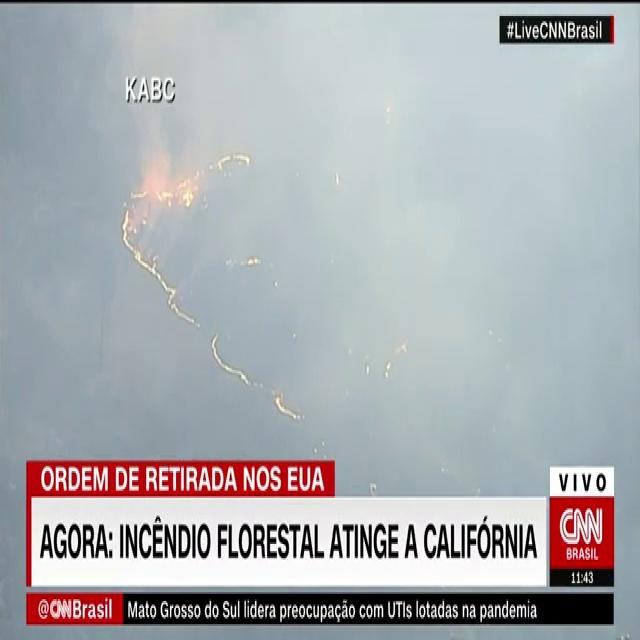 #LiveCNNBrasil
KABC
ORDEM DE RETIRADA NOS EUA
VIVO
AGORA: INCÊNDIO FLORESTAL ATINGE A CALIFÓRNIA
CNN
BRASIL
11:43
@CNNBrasil Mato Grosso do Sul lidera preocupação com UTIs lotadas na pandemia